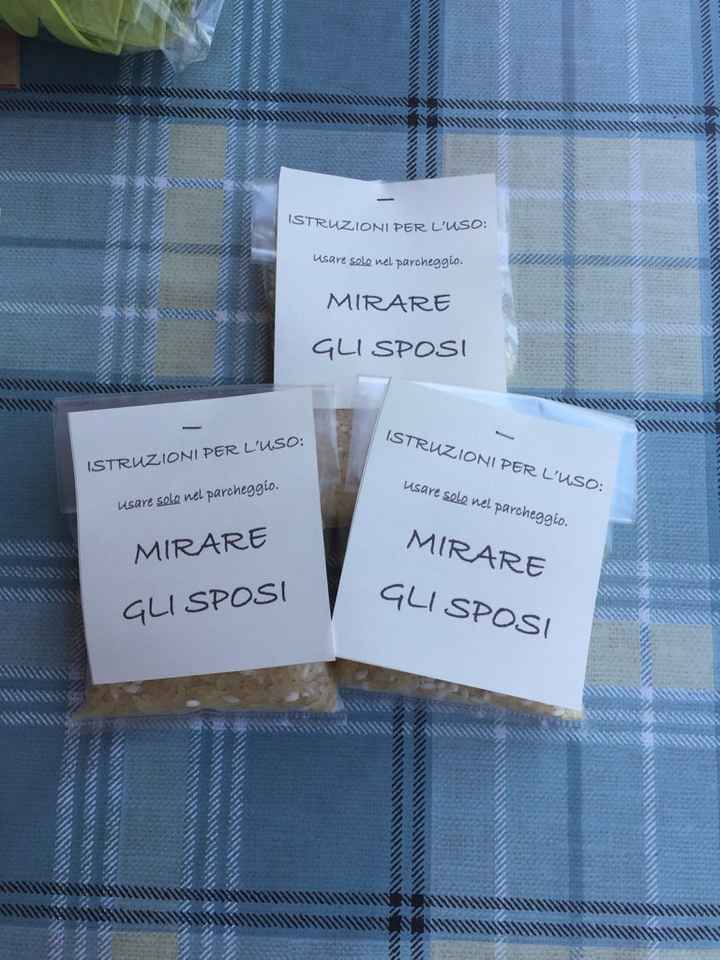 ISTRUZIONI PER L'USO:
usare solo nel parcheggio.
MIRARE
GLI SPOSI
ISTRUZIONI PER L'USO:
usare solo nel parcheggio.
MIRARE
GLI SPOSI
ISTRUZIONI PER L'USO:
usare solo nel parcheggio.
MIRARE
GLI SPOSI